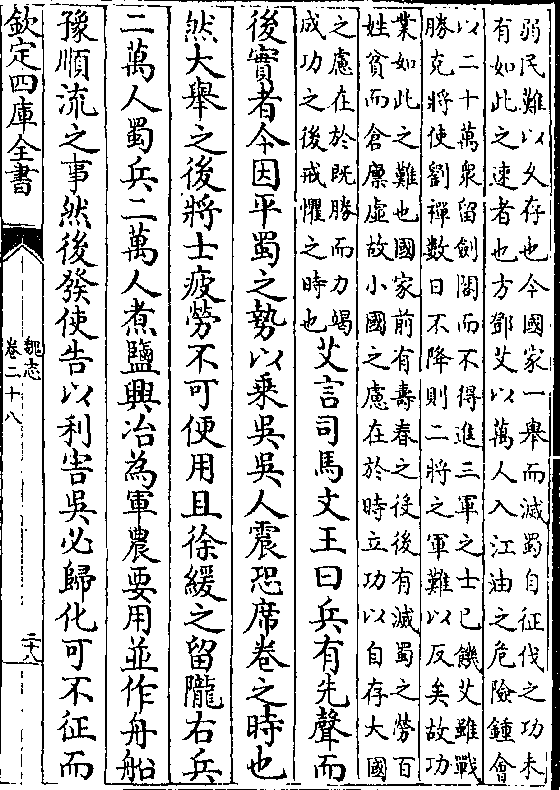 弱民難以久存也今國家一舉而滅蜀自征伐之功未
有如此之速者也方鄧艾以萬人入江油之危險鍾會
以二十萬衆留劍閣而不得進三軍之士已饑艾雖戰
勝克將使劉禪數日不降則二將之軍難以反矣故功
業如此之難也國家前有壽春之役後有滅蜀之勞百
姓貧而倉廩虛故小國之慮在於時立功以自存大國
之慮在於既勝而力竭
成功之後戒懼之時也
艾言司馬文王曰兵有先聲而
後實者今因平蜀之勢以乘吳吳人震恐席卷之時也
然大舉之後將士疲勞不可便用且徐緩之留隴右兵
二萬人蜀兵二萬人煮鹽興冶為軍農要用並作舟船
豫順流之事然後發使告以利害吳必歸化可不征而
欽定四庫全書
魏志
卷二十八
三十八